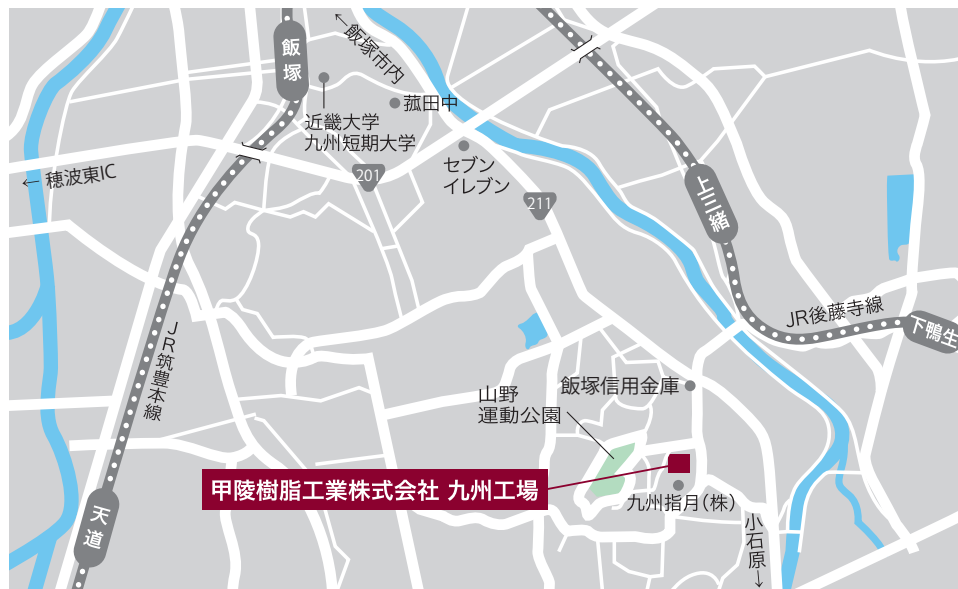 飯塚
←飯塚市内
近畿大学
九州短期大学
菰田中
セブン
イレブン
← 穂波東IC
201
211
上三緒
JR後藤寺線
下鴨生
JR筑豊本線
山野
運動公園
飯塚信用金庫
甲陵樹脂工業株式会社 九州工場
九州指月(株)
小石原→
天道